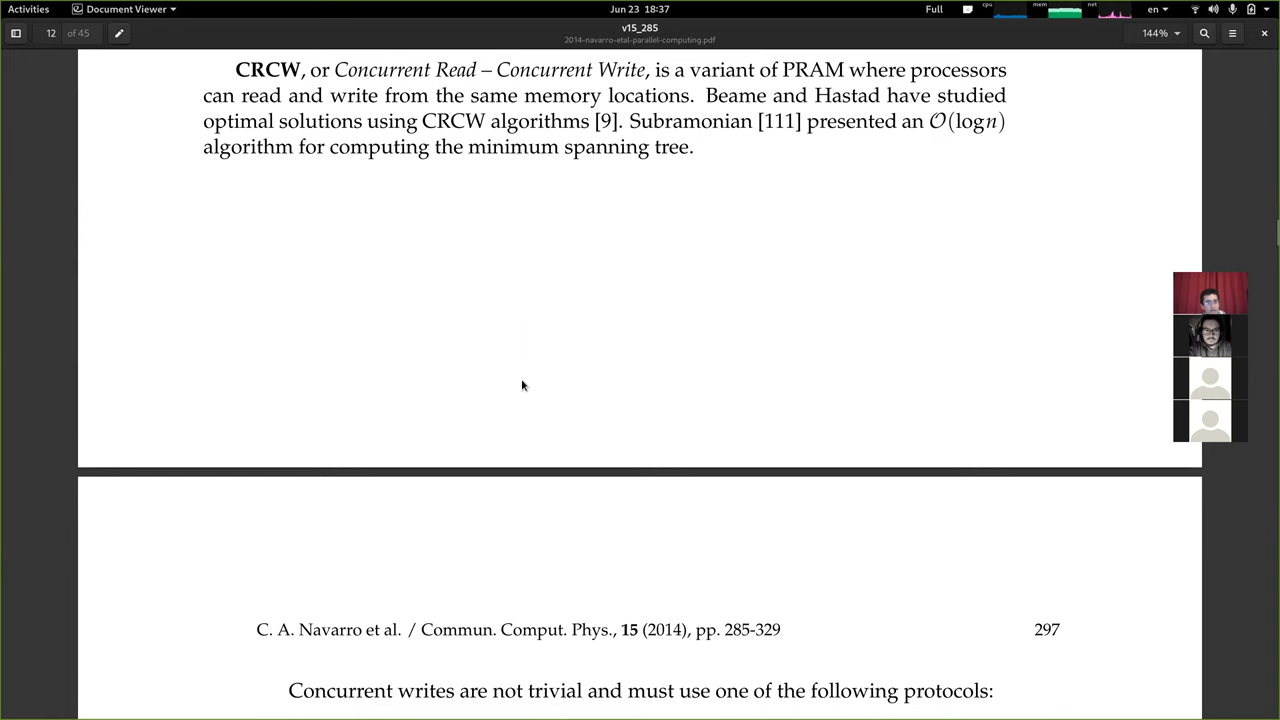 Activities Document Viewer Jun 23 18:37 Full cpu mem net en
12 of 45 v15_285 144%
2014-navarro-etal-parallel-computing.pdf
CRCW, or Concurrent Read – Concurrent Write, is a variant of PRAM where processors
can read and write from the same memory locations. Beame and Hastad have studied
optimal solutions using CRCW algorithms [9]. Subramonian [111] presented an O(logn)
algorithm for computing the minimum spanning tree.
C. A. Navarro et al. / Commun. Comput. Phys., 15 (2014), pp. 285-329 297
Concurrent writes are not trivial and must use one of the following protocols: